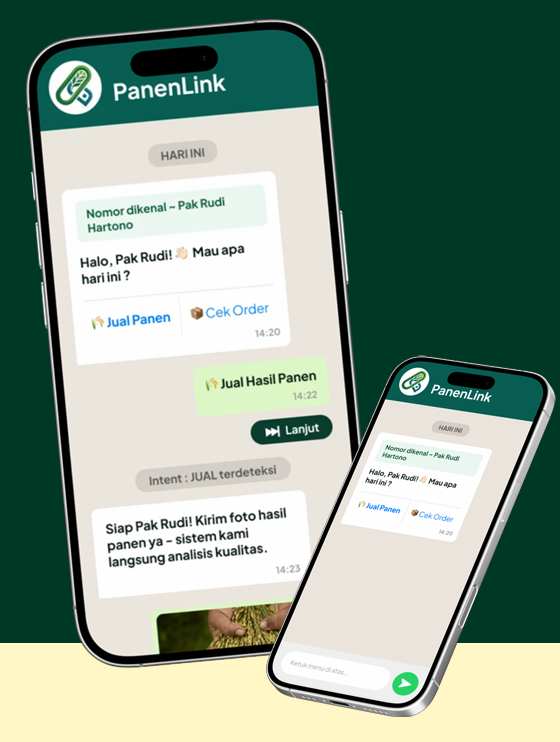 PanenLink
HARI INI
Nomor dikenal ~ Pak Rudi
Hartono
Halo, Pak Rudi!👋🏻 Mau apa
hari ini ?
🌾Jual Panen
📦Cek Order
14:20
🌾Jual Hasil Panen
14:22
⏭ Lanjut
Intent : JUAL terdeteksi
Siap Pak Rudi! Kirim foto hasil
panen ya – sistem kami
langsung analisis kualitas.
14:23
PanenLink
HARI INI
Nomor dikenal ~ Pak Rudi
Hartono
Halo, Pak Rudi!👋🏻 Mau apa
hari ini ?
🌾Jual Panen
📦Cek Order
14:20
Ketuk menu di atas...